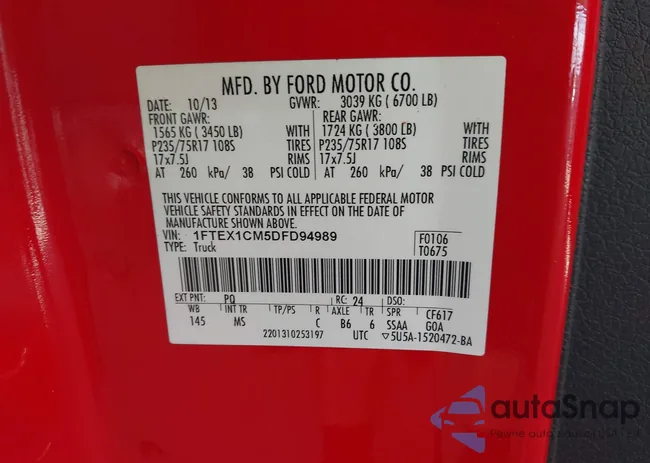 MFD. BY FORD MOTOR CO.
DATE: 10/13 GVWR: 3039 KG (6700 LB)
FRONT GAWR: REAR GAWR:
1565 KG (3450 LB) WITH 1724 KG (3800 LB) WITH
P235/75R17 108S TIRES P235/75R17 108S TIRES
17x7.5J RIMS 17x7.5J RIMS
AT 260 kPa/ 38 PSI COLD AT 260 kPa/ 38 PSI COLD
THIS VEHICLE CONFORMS TO ALL APPLICABLE FEDERAL MOTOR
VEHICLE SAFETY STANDARDS IN EFFECT ON THE DATE OF
MANUFACTURE SHOWN ABOVE.
VIN: 1FTEX1CM5DFD94989 F0106
TYPE: Truck T0675
EXT PNT: PQ RC: 24 DSO:
WB INT TR TP/PS R AXLE TR SPR CF617
145 MS C B6 6 SSAA G0A
2201310253197 UTC ▽5U5A-1520472-BA
autoSnap